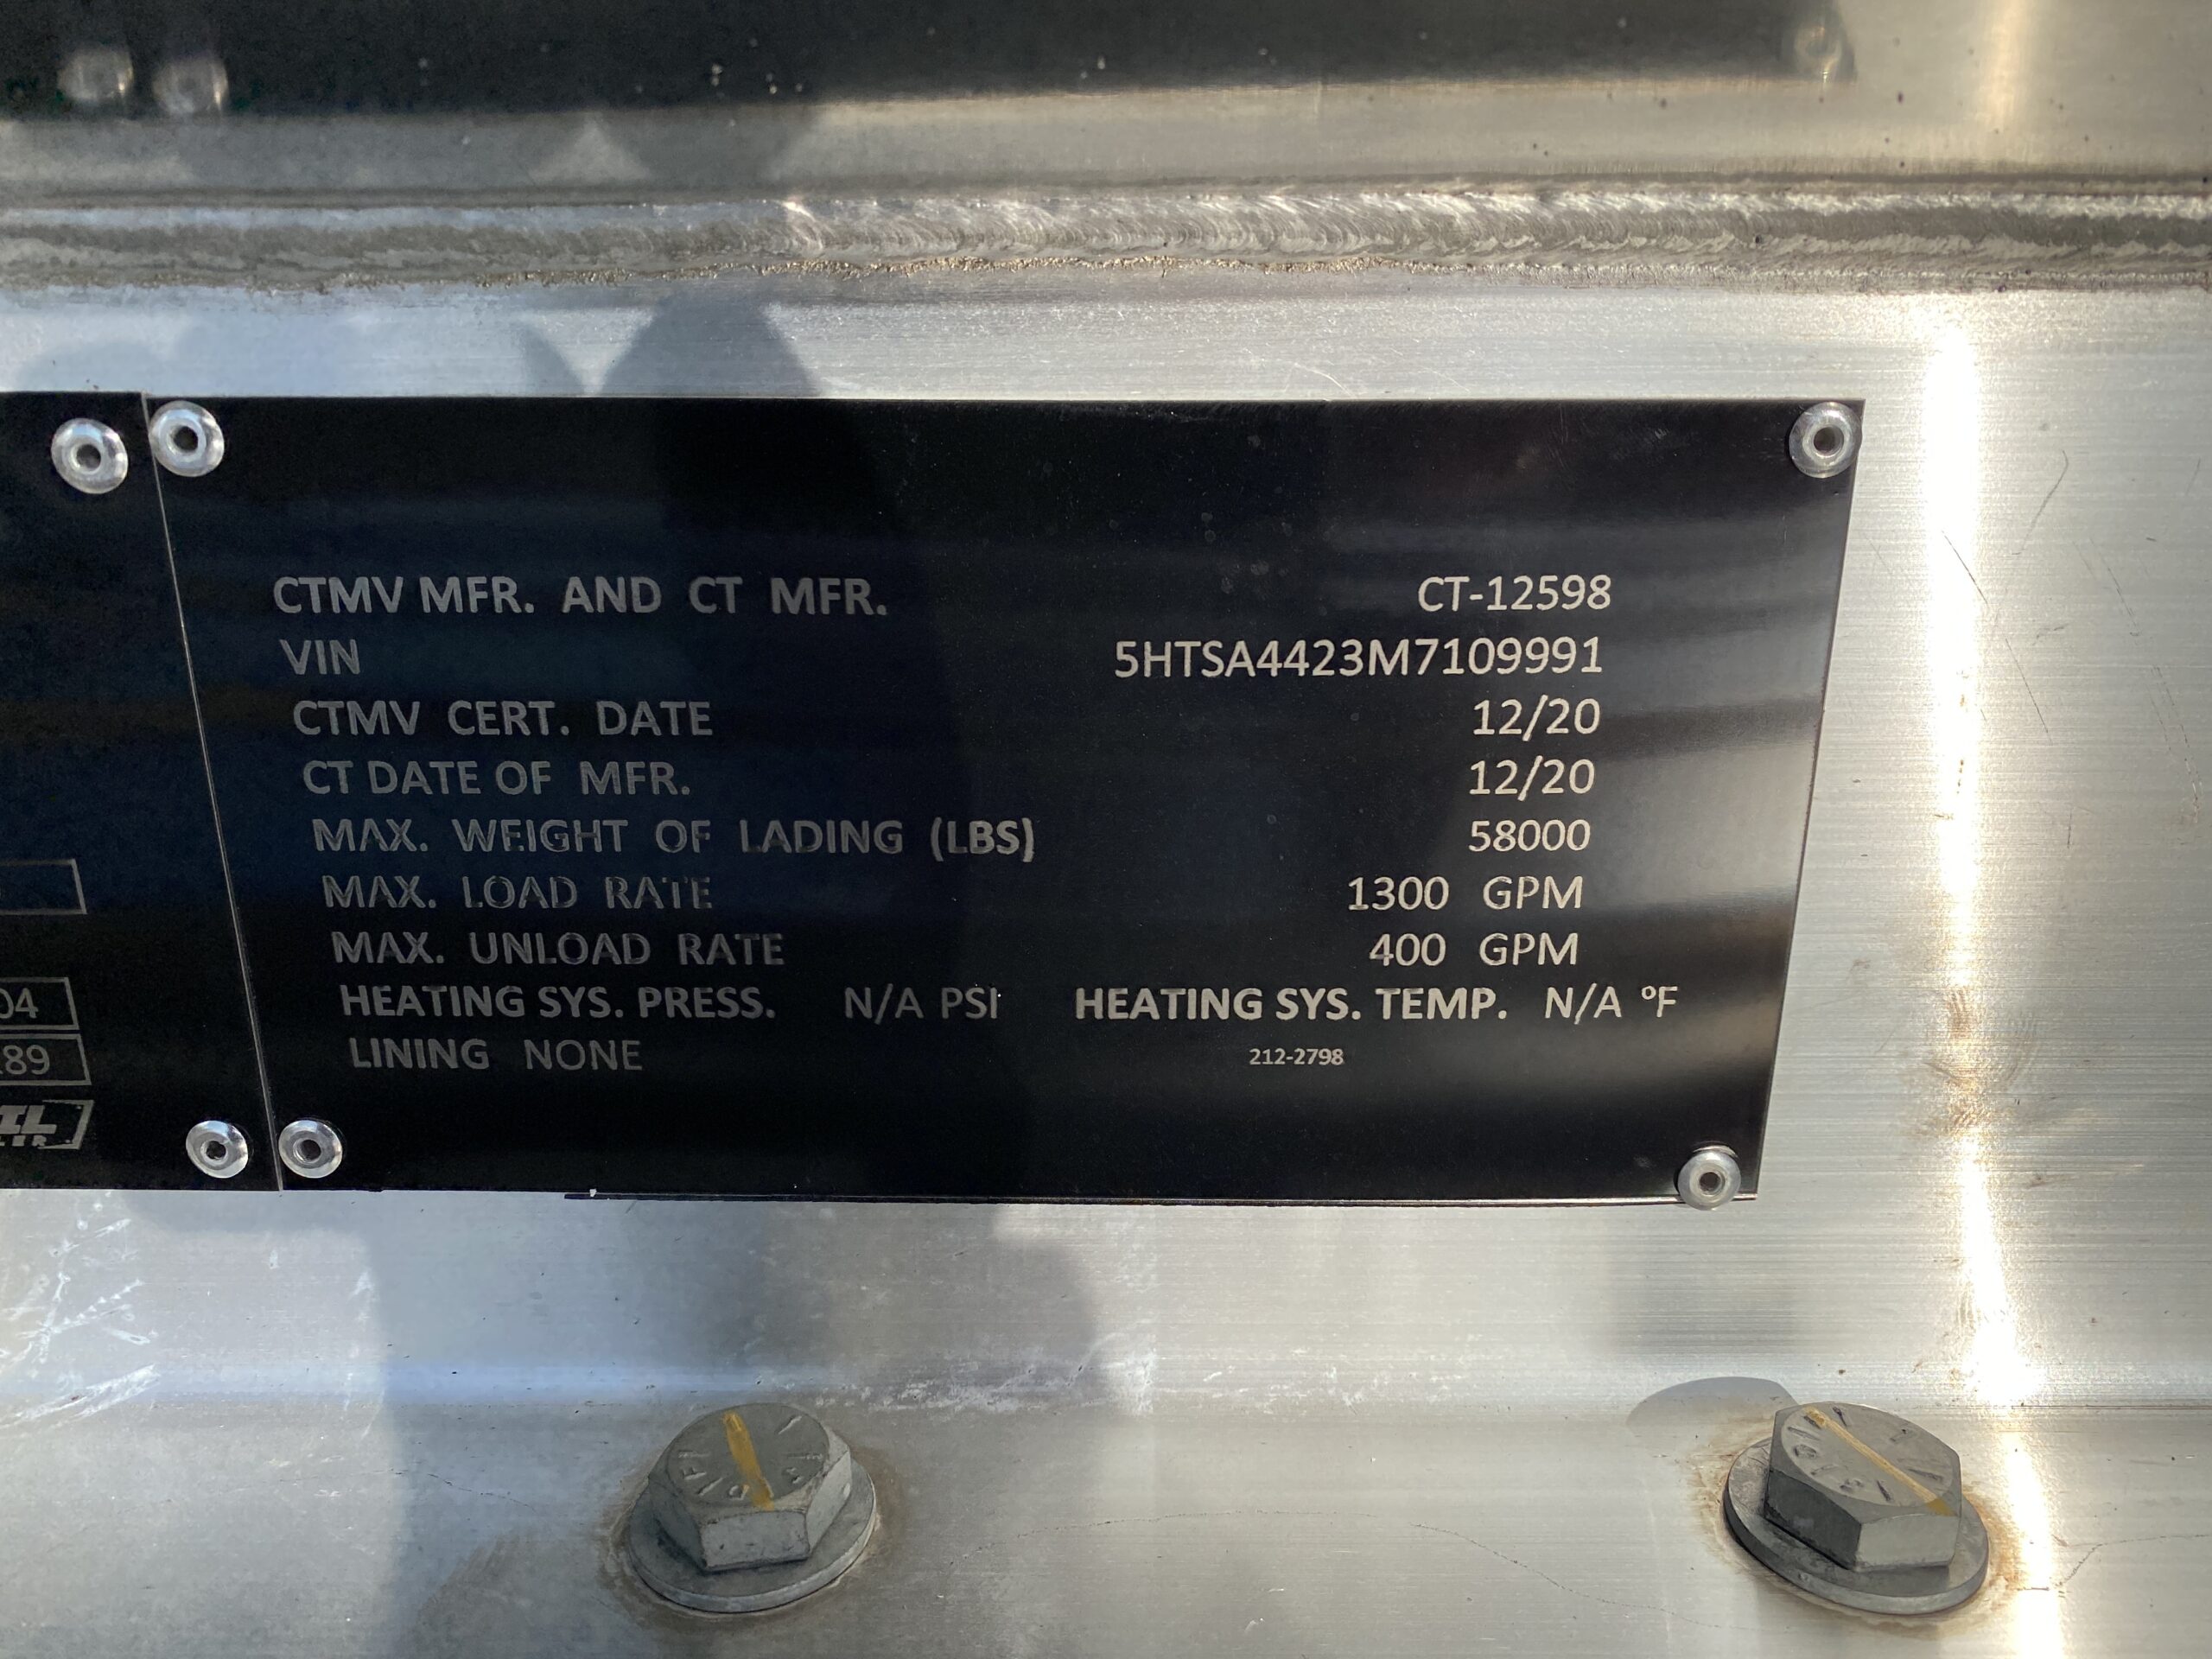 CTMV MFR. AND CT MFR. CT-12598
VIN 5HTSA4423M7109991
CTMV CERT. DATE 12/20
CT DATE OF MFR. 12/20
MAX. WEIGHT OF LADING (LBS) 58000
MAX. LOAD RATE 1300 GPM
MAX. UNLOAD RATE 400 GPM
HEATING SYS. PRESS. N/A PSI HEATING SYS. TEMP. N/A °F
LINING NONE 212-2798
04
89